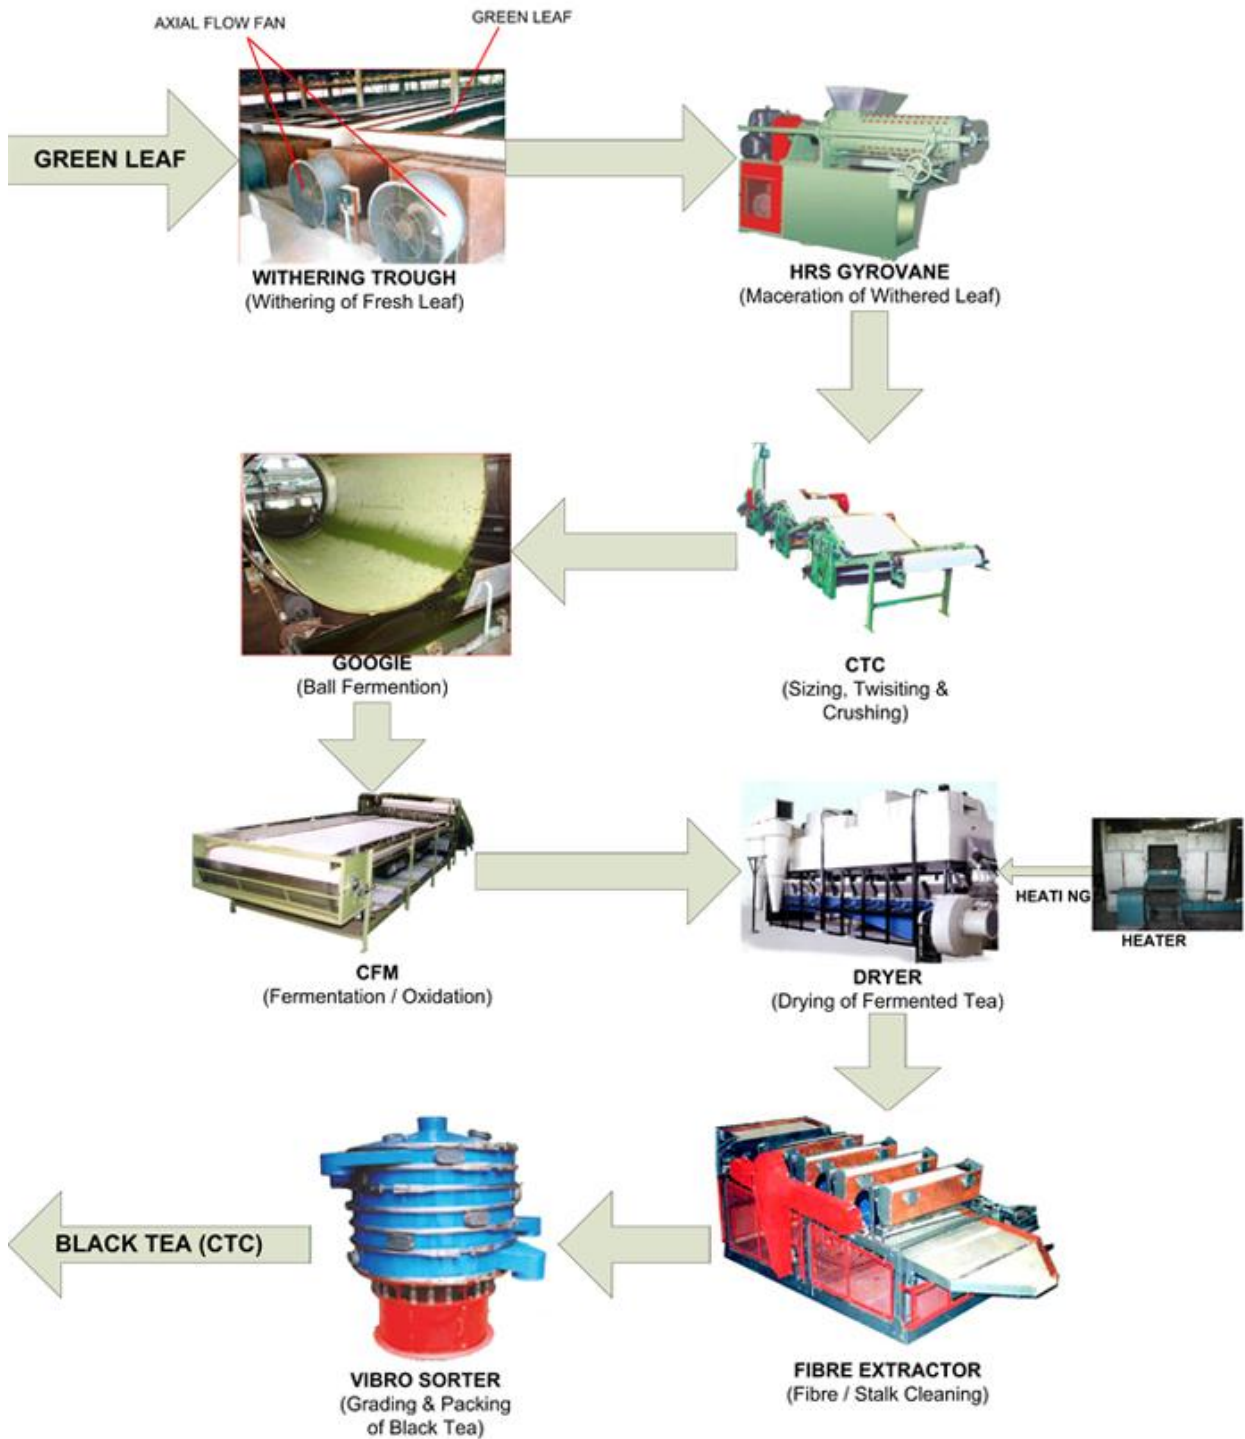 AXIAL FLOW FAN
GREEN LEAF
GREEN LEAF
WITHERING TROUGH
(Withering of Fresh Leaf)
HRS GYROVANE
(Maceration of Withered Leaf)
GOOGIE
(Ball Fermention)
CTC
(Sizing, Twisiting &
Crushing)
CFM
(Fermentation / Oxidation)
DRYER
(Drying of Fermented Tea)
HEATI NG
HEATER
BLACK TEA (CTC)
VIBRO SORTER
(Grading & Packing
of Black Tea)
FIBRE EXTRACTOR
(Fibre / Stalk Cleaning)